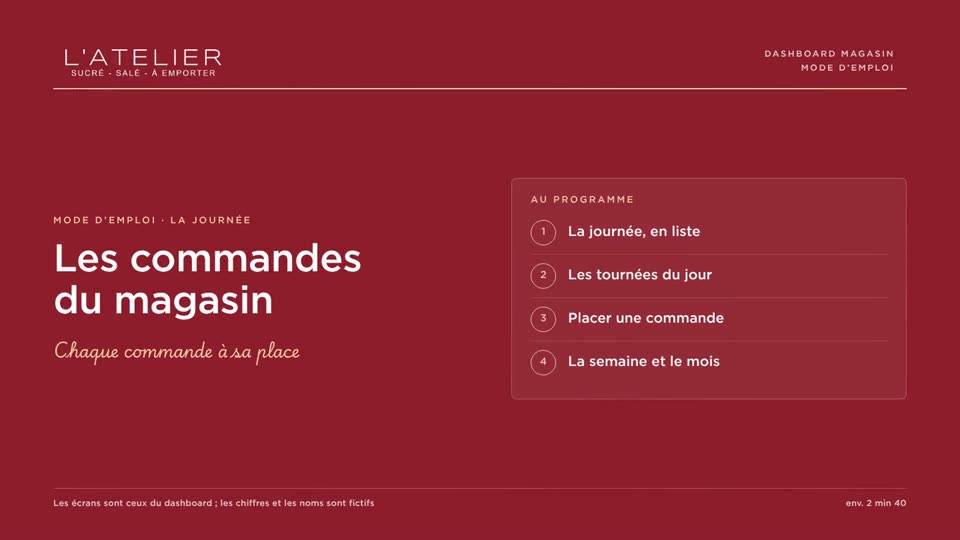 L'ATELIER
SUCRÉ - SALÉ - À EMPORTER
DASHBOARD MAGASIN
MODE D'EMPLOI
MODE D'EMPLOI · LA JOURNÉE
Les commandes
du magasin
Chaque commande à sa place
AU PROGRAMME
1 La journée, en liste
2 Les tournées du jour
3 Placer une commande
4 La semaine et le mois
Les écrans sont ceux du dashboard ; les chiffres et les noms sont fictifs
env. 2 min 40